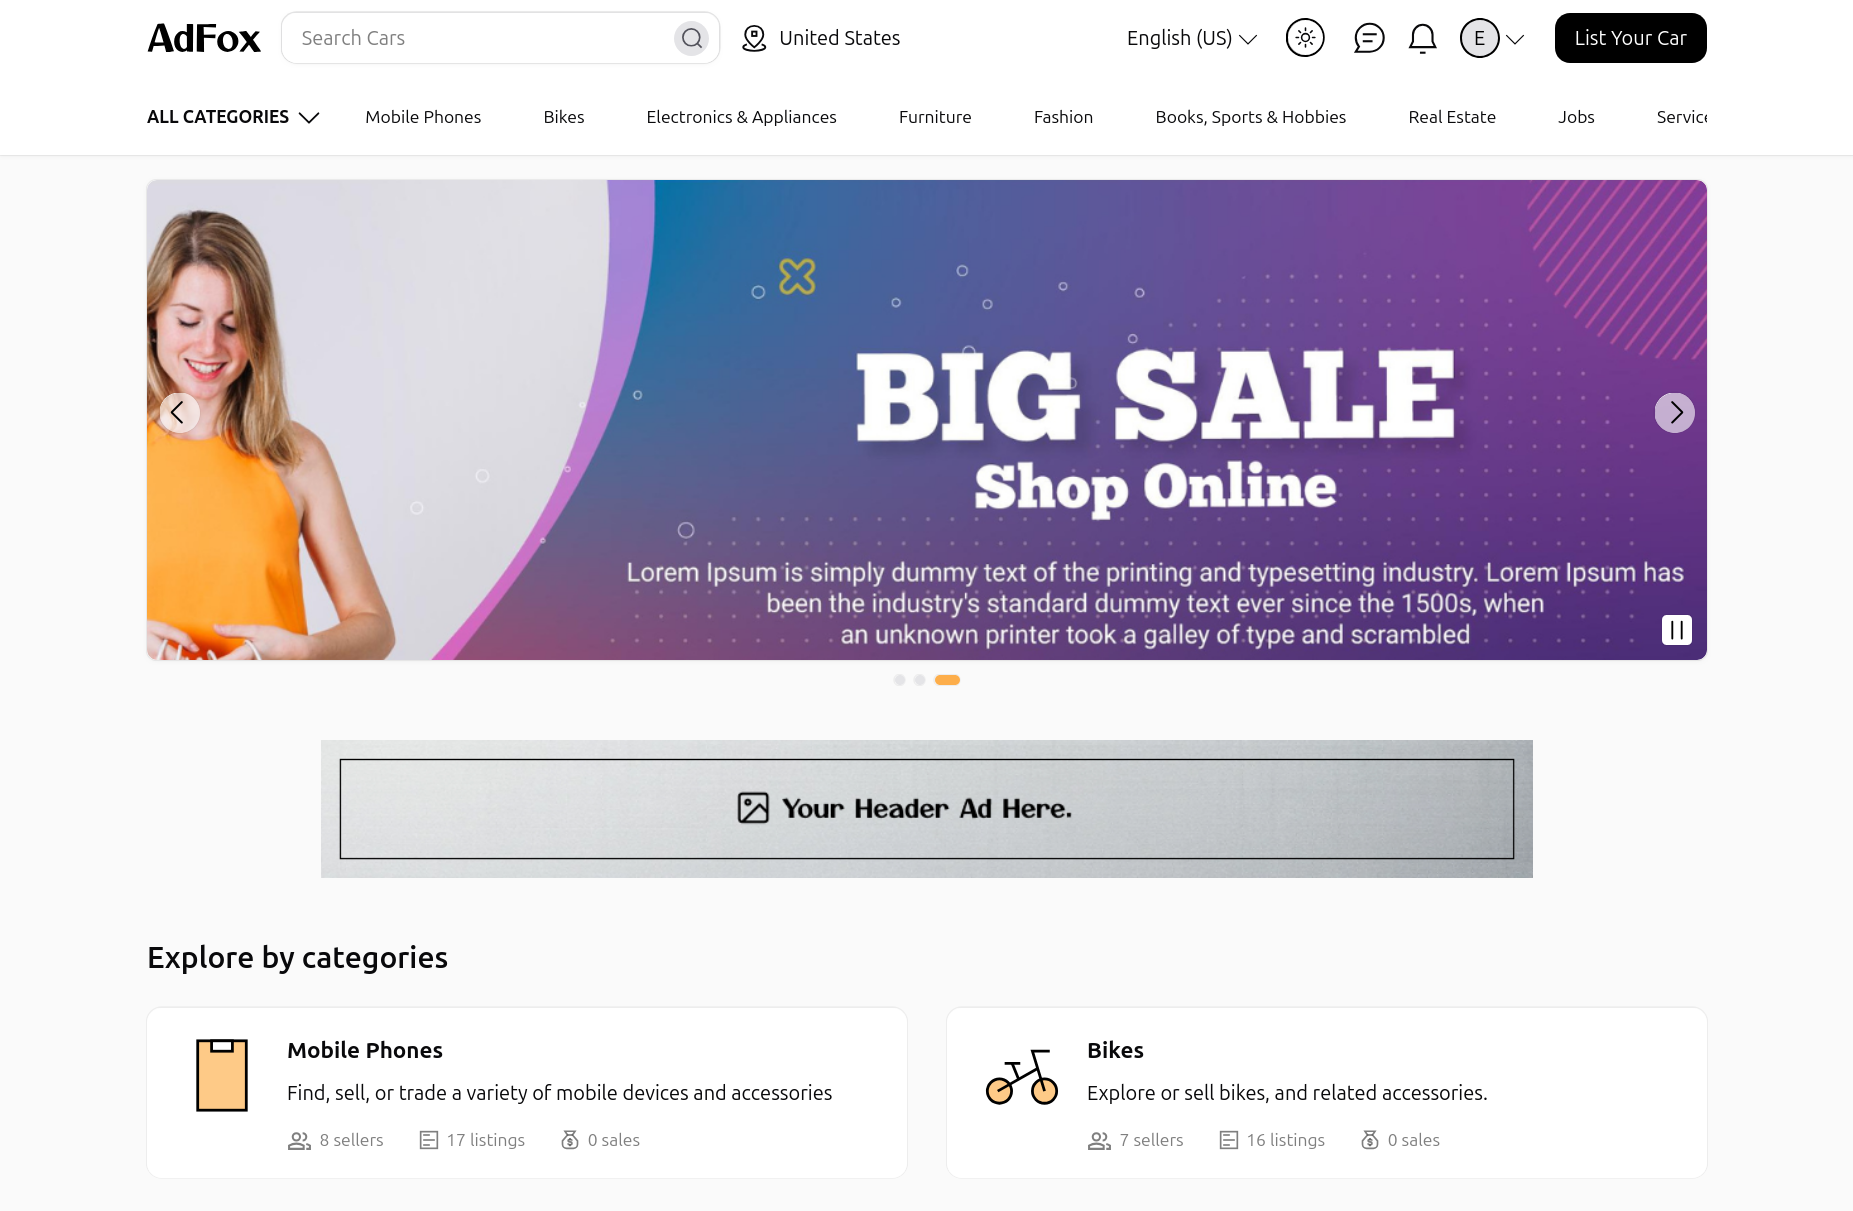 AdFox
Search Cars
United States
English (US)
E
List Your Car
ALL CATEGORIES
Mobile Phones
Bikes
Electronics & Appliances
Furniture
Fashion
Books, Sports & Hobbies
Real Estate
Jobs
Service
BIG SALE
Shop Online
Lorem Ipsum is simply dummy text of the printing and typesetting industry. Lorem Ipsum has
been the industry's standard dummy text ever since the 1500s, when
an unknown printer took a galley of type and scrambled
Your Header Ad Here.
Explore by categories
Mobile Phones
Find, sell, or trade a variety of mobile devices and accessories
8 sellers
17 listings
0 sales
Bikes
Explore or sell bikes, and related accessories.
7 sellers
16 listings
0 sales